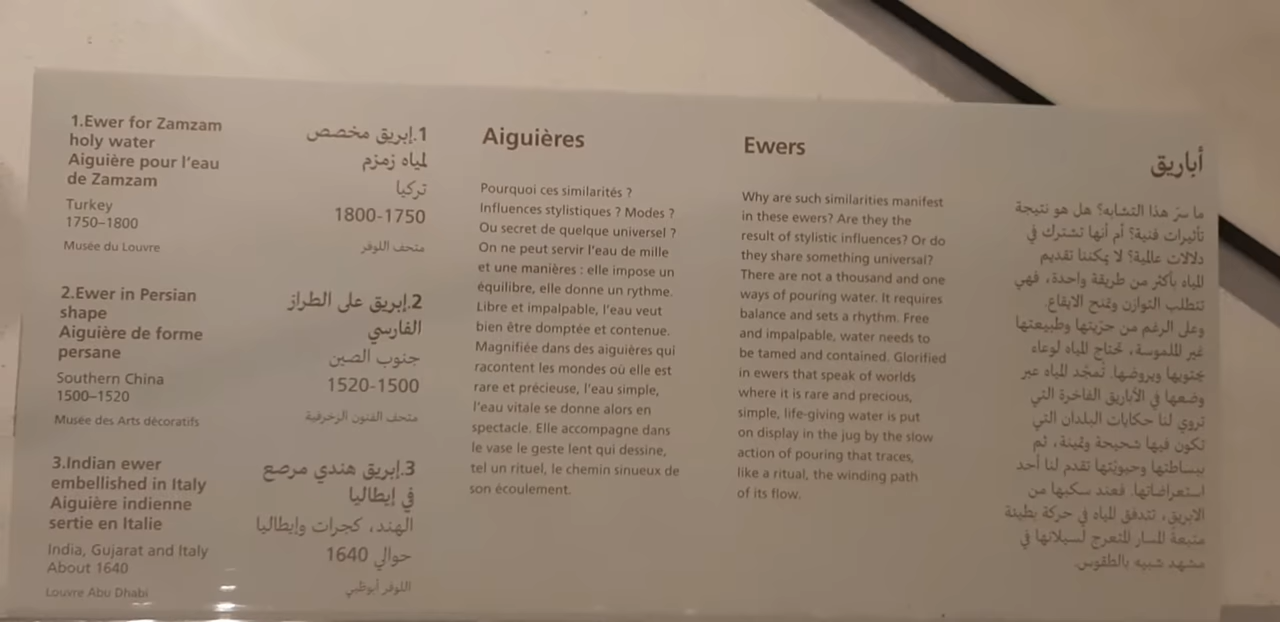 1.Ewer for Zamzam
holy water
Aiguière pour l'eau
de Zamzam
Turkey
1750–1800
Musée du Louvre
2.Ewer in Persian
shape
Aiguière de forme
persane
Southern China
1500–1520
Musée des Arts décoratifs
3.Indian ewer
embellished in Italy
Aiguière indienne
sertie en Italie
India, Gujarat and Italy
About 1640
Louvre Abu Dhabi
1.إبريق مخصص
لمياه زمزم
تركيا
1800-1750
متحف اللوفر
2.إبريق على الطراز
الفارسي
جنوب الصين
1520-1500
متحف الفنون الزخرفية
3.إبريق هندي مرصع
في إيطاليا
الهند، كجرات وإيطاليا
حوالي 1640
اللوفر أبوظبي
Aiguières
Pourquoi ces similarités ?
Influences stylistiques ? Modes ?
Ou secret de quelque universel ?
On ne peut servir l'eau de mille
et une manières : elle impose un
équilibre, elle donne un rythme.
Libre et impalpable, l'eau veut
bien être domptée et contenue.
Magnifiée dans des aiguières qui
racontent les mondes où elle est
rare et précieuse, l'eau simple,
l'eau vitale se donne alors en
spectacle. Elle accompagne dans
le vase le geste lent qui dessine,
tel un rituel, le chemin sinueux de
son écoulement.
Ewers
Why are such similarities manifest
in these ewers? Are they the
result of stylistic influences? Or do
they share something universal?
There are not a thousand and one
ways of pouring water. It requires
balance and sets a rhythm. Free
and impalpable, water needs to
be tamed and contained. Glorified
in ewers that speak of worlds
where it is rare and precious,
simple, life-giving water is put
on display in the jug by the slow
action of pouring that traces,
like a ritual, the winding path
of its flow.
أباريق
ما سرّ هذا التشابه؟ هل هو نتيجة
تأثيرات فنية؟ أم أنها تشترك في
دلالات عالمية؟ لا يمكننا تقديم
المياه بأكثر من طريقة واحدة، فهي
تتطلب التوازن وتمنح الايقاع.
وعلى الرغم من حرّيتها وطبيعتها
غير الملموسة، تحتاج المياه لوعاء
يحتويها ويروضها. تُمجَّد المياه عبر
وضعها في الأباريق الفاخرة التي
تروي لنا حكايات البلدان التي
تكون فيها شحيحة وثمينة، ثم
ببساطتها وحيويّتها تقدم لنا أحد
استعراضاتها. فعند سكبها من
الابريق، تتدفق المياه في حركة بطيئة
متبعةً المسار المتعرج لسيلانها في
مشهد شبيه بالطقوس.